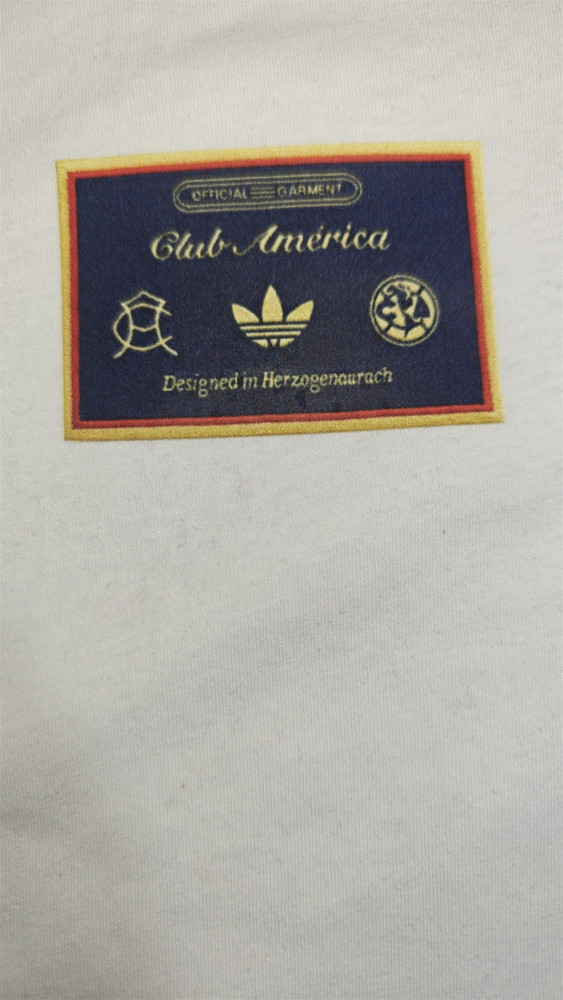 OFFICIAL GARMENT
Club América
Designed in Herzogenaurach